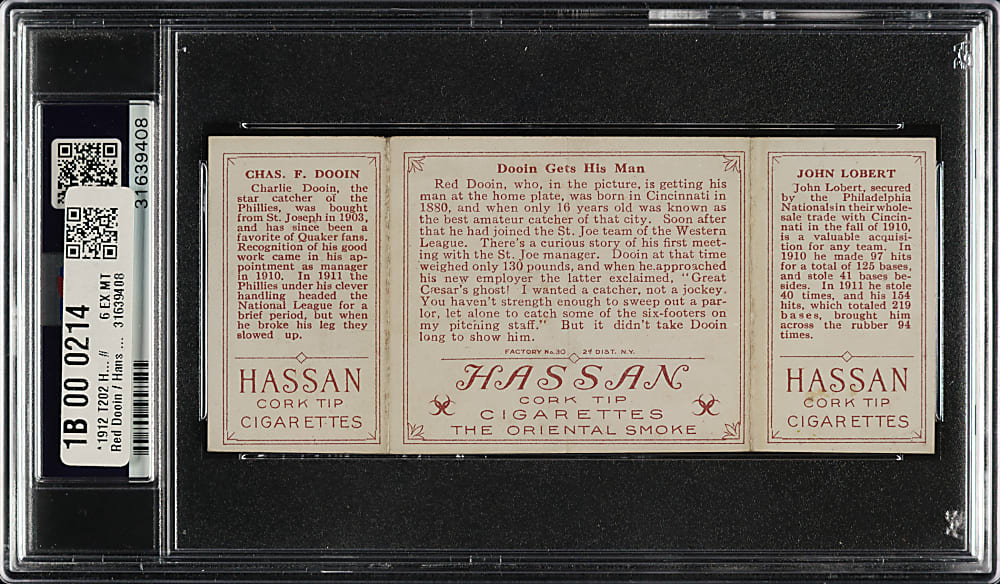 31639408
1B 00 0214
*1912 T202 H... #
6 EX MT
Red Dooin / Hans ...
31639408
CHAS. F. DOOIN
Charlie Dooin, the
star catcher of the
Phillies, was bought
from St. Joseph in 1903,
and has since been a
favorite of Quaker fans.
Recognition of his good
work came in his ap-
pointment as manager
in 1910. In 1911 the
Phillies under his clever
handling headed the
National League for a
brief period, but when
he broke his leg they
slowed up.
HASSAN
CORK TIP
CIGARETTES
Dooin Gets His Man
Red Dooin, who, in the picture, is getting his
man at the home plate, was born in Cincinnati in
1880, and when only 16 years old was known as
the best amateur catcher of that city. Soon after
that he had joined the St. Joe team of the Western
League. There's a curious story of his first meet-
ing with the St. Joe manager. Dooin at that time
weighed only 130 pounds, and when he approached
his new employer the latter exclaimed, "Great
Cæsar's ghost! I wanted a catcher, not a jockey.
You haven't strength enough to sweep out a par-
lor, let alone to catch some of the six-footers on
my pitching staff." But it didn't take Dooin
long to show him.
FACTORY No. 30 2d DIST. N.Y.
HASSAN
CORK TIP
CIGARETTES
THE ORIENTAL SMOKE
JOHN LOBERT
John Lobert, secured
by the Philadelphia
Nationals in their whole-
sale trade with Cincin-
nati in the fall of 1910,
is a valuable acquisi-
tion for any team. In
1910 he made 97 hits
for a total of 125 bases,
and stole 41 bases be-
sides. In 1911 he stole
40 times, and his 154
hits, which totaled 219
bases, brought him
across the rubber 94
times.
HASSAN
CORK TIP
CIGARETTES